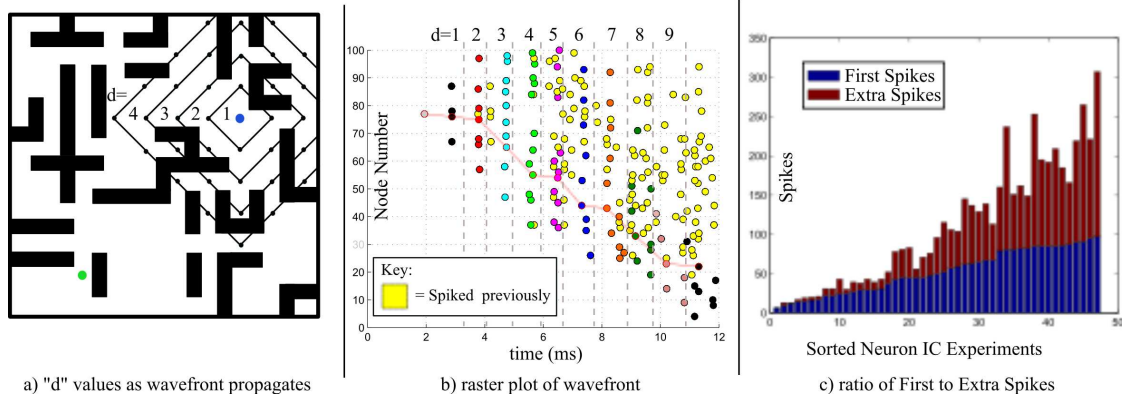 d=
4 3 2 1
a) "d" values as wavefront propagates
d=1 2 3 4 5 6 7 8 9
Node Number
100
90
80
70
60
50
40
30
20
10
0
Key:
= Spiked previously
0 2 4 6 8 10 12
time (ms)
b) raster plot of wavefront
Spikes
350
300
250
200
150
100
50
0
First Spikes
Extra Spikes
0 10 20 30 40 50
Sorted Neuron IC Experiments
c) ratio of First to Extra Spikes